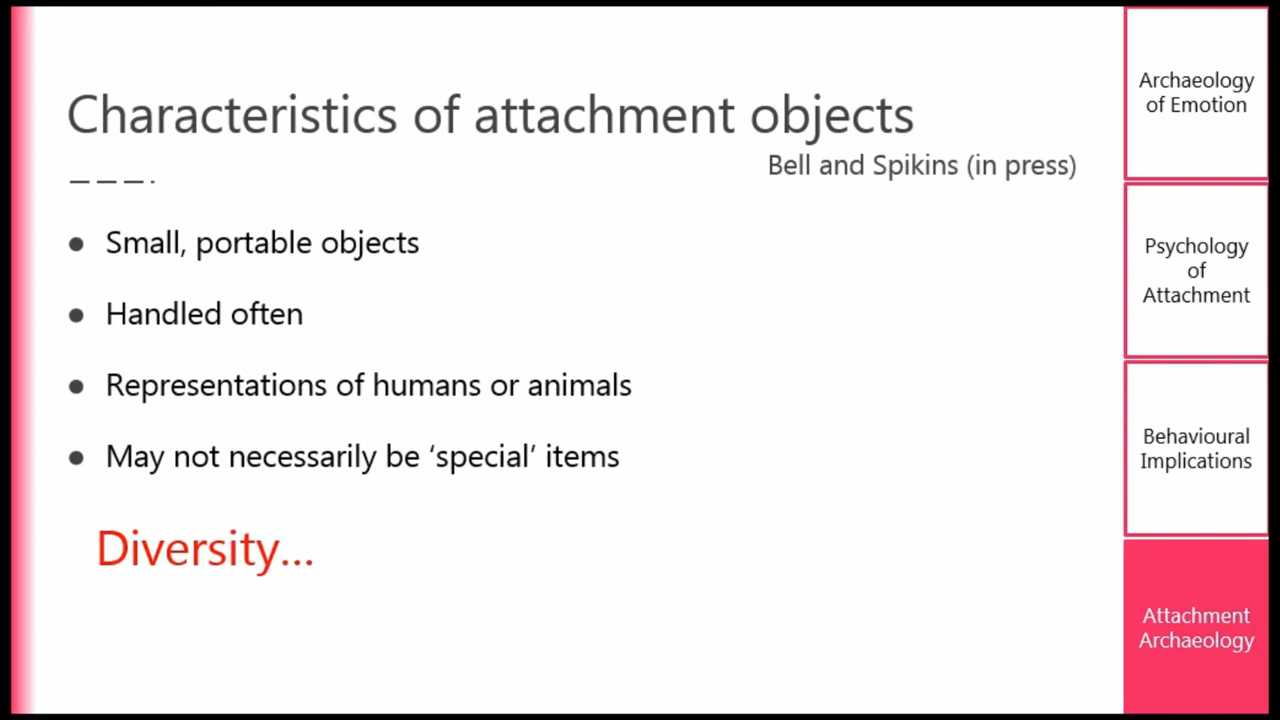 Characteristics of attachment objects
Bell and Spikins (in press)
● Small, portable objects
● Handled often
● Representations of humans or animals
● May not necessarily be ‘special’ items
Diversity...
Archaeology
of Emotion
Psychology
of
Attachment
Behavioural
Implications
Attachment
Archaeology